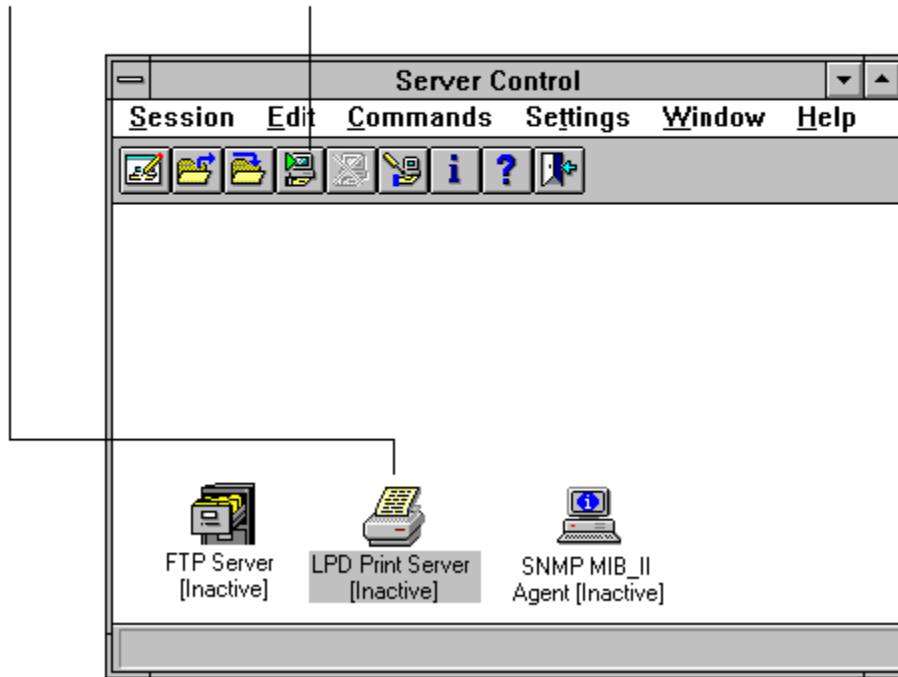 Server Control
Session Edit Commands Settings Window Help
i ?
FTP Server
[Inactive]
LPD Print Server
[Inactive]
SNMP MIB_II
Agent [Inactive]